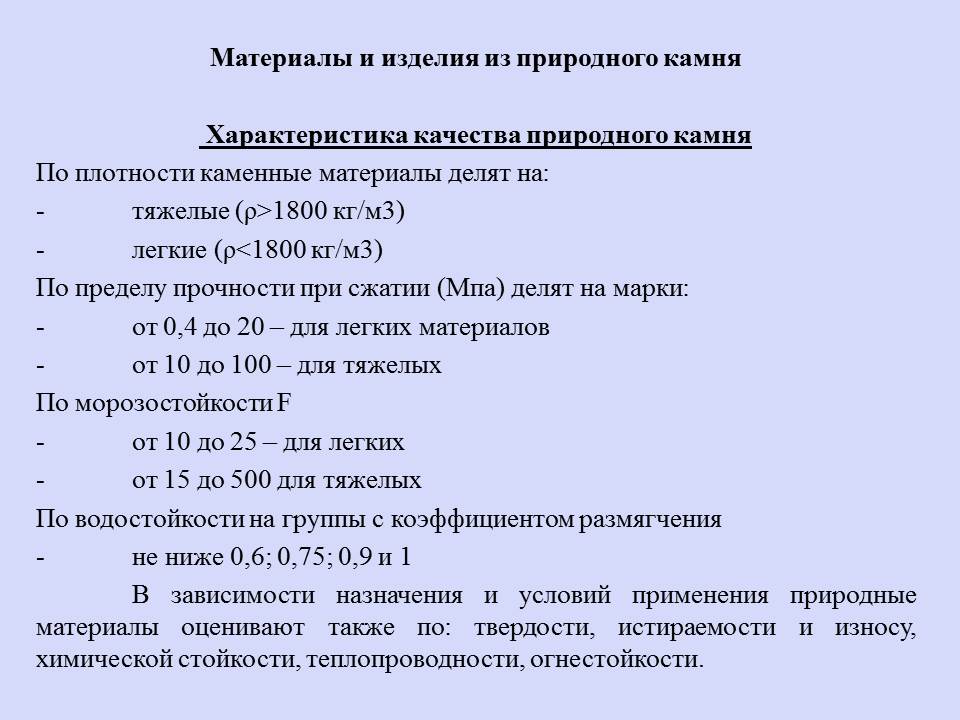 Материалы и изделия из природного камня
Характеристика качества природного камня
По плотности каменные материалы делят на:
- тяжелые (ρ>1800 кг/м3)
- легкие (ρ<1800 кг/м3)
По пределу прочности при сжатии (Мпа) делят на марки:
- от 0,4 до 20 – для легких материалов
- от 10 до 100 – для тяжелых
По морозостойкости F
- от 10 до 25 – для легких
- от 15 до 500 для тяжелых
По водостойкости на группы с коэффициентом размягчения
- не ниже 0,6; 0,75; 0,9 и 1
В зависимости назначения и условий применения природные
материалы оценивают также по: твердости, истираемости и износу,
химической стойкости, теплопроводности, огнестойкости.